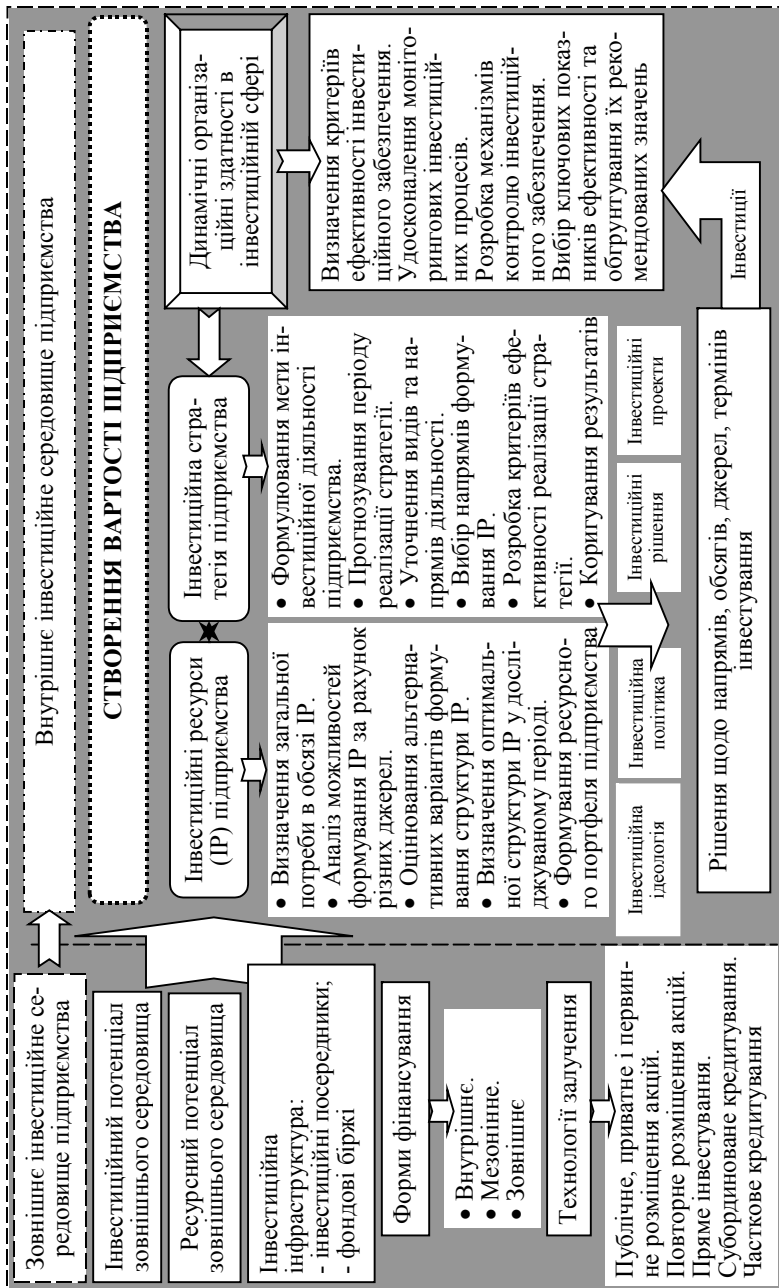 Зовнішнє інвестиційне се-
редовище підприємства
Внутрішнє інвестиційне середовище підприємства
Інвестиційний потенціал
зовнішнього середовища
Ресурсний потенціал
зовнішнього середовища
Інвестиційна
інфраструктура:
- інвестиційні посередники;
- фондові біржі
Форми фінансування
• Внутрішнє.
• Мезонінне.
• Зовнішнє
Технології залучення
Публічне, приватне і первин-
не розміщення акцій.
Повторне розміщення акцій.
Пряме інвестування.
Субординоване кредитування.
Часткове кредитування
СТВОРЕННЯ ВАРТОСТІ ПІДПРИЄМСТВА
Інвестиційні ресурси
(ІР) підприємства
• Визначення загальної
потреби в обсязі ІР.
• Аналіз можливостей
формування ІР за рахунок
різних джерел.
• Оцінювання альтерна-
тивних варіантів форму-
вання структури ІР.
• Визначення оптималь-
ної структури ІР у дослі-
джуваному періоді.
• Формування ресурсно-
го портфеля підприємства
Інвестиційна стра-
тегія підприємства
• Формулювання мети ін-
вестиційної діяльності
підприємства.
• Прогнозування періоду
реалізації стратегії.
• Уточнення видів та на-
прямів діяльності.
• Вибір напрямів форму-
вання ІР.
• Розробка критеріїв ефе-
ктивності реалізації стра-
тегії.
• Коригування результатів
Динамічні організа-
ційні здатності в
інвестиційній сфері
Визначення критеріїв
ефективності інвести-
ційного забезпечення.
Удосконалення моніто-
рингових інвестицій-
них процесів.
Розробка механізмів
контролю інвестицій-
ного забезпечення.
Вибір ключових показ-
ників ефективності та
обґрунтування їх реко-
мендованих значень
Інвестиційна
ідеологія
Інвестиційна
політика
Інвестиційні
рішення
Інвестиційні
проекти
Рішення щодо напрямів, обсягів, джерел, термінів
інвестування
Інвестиції